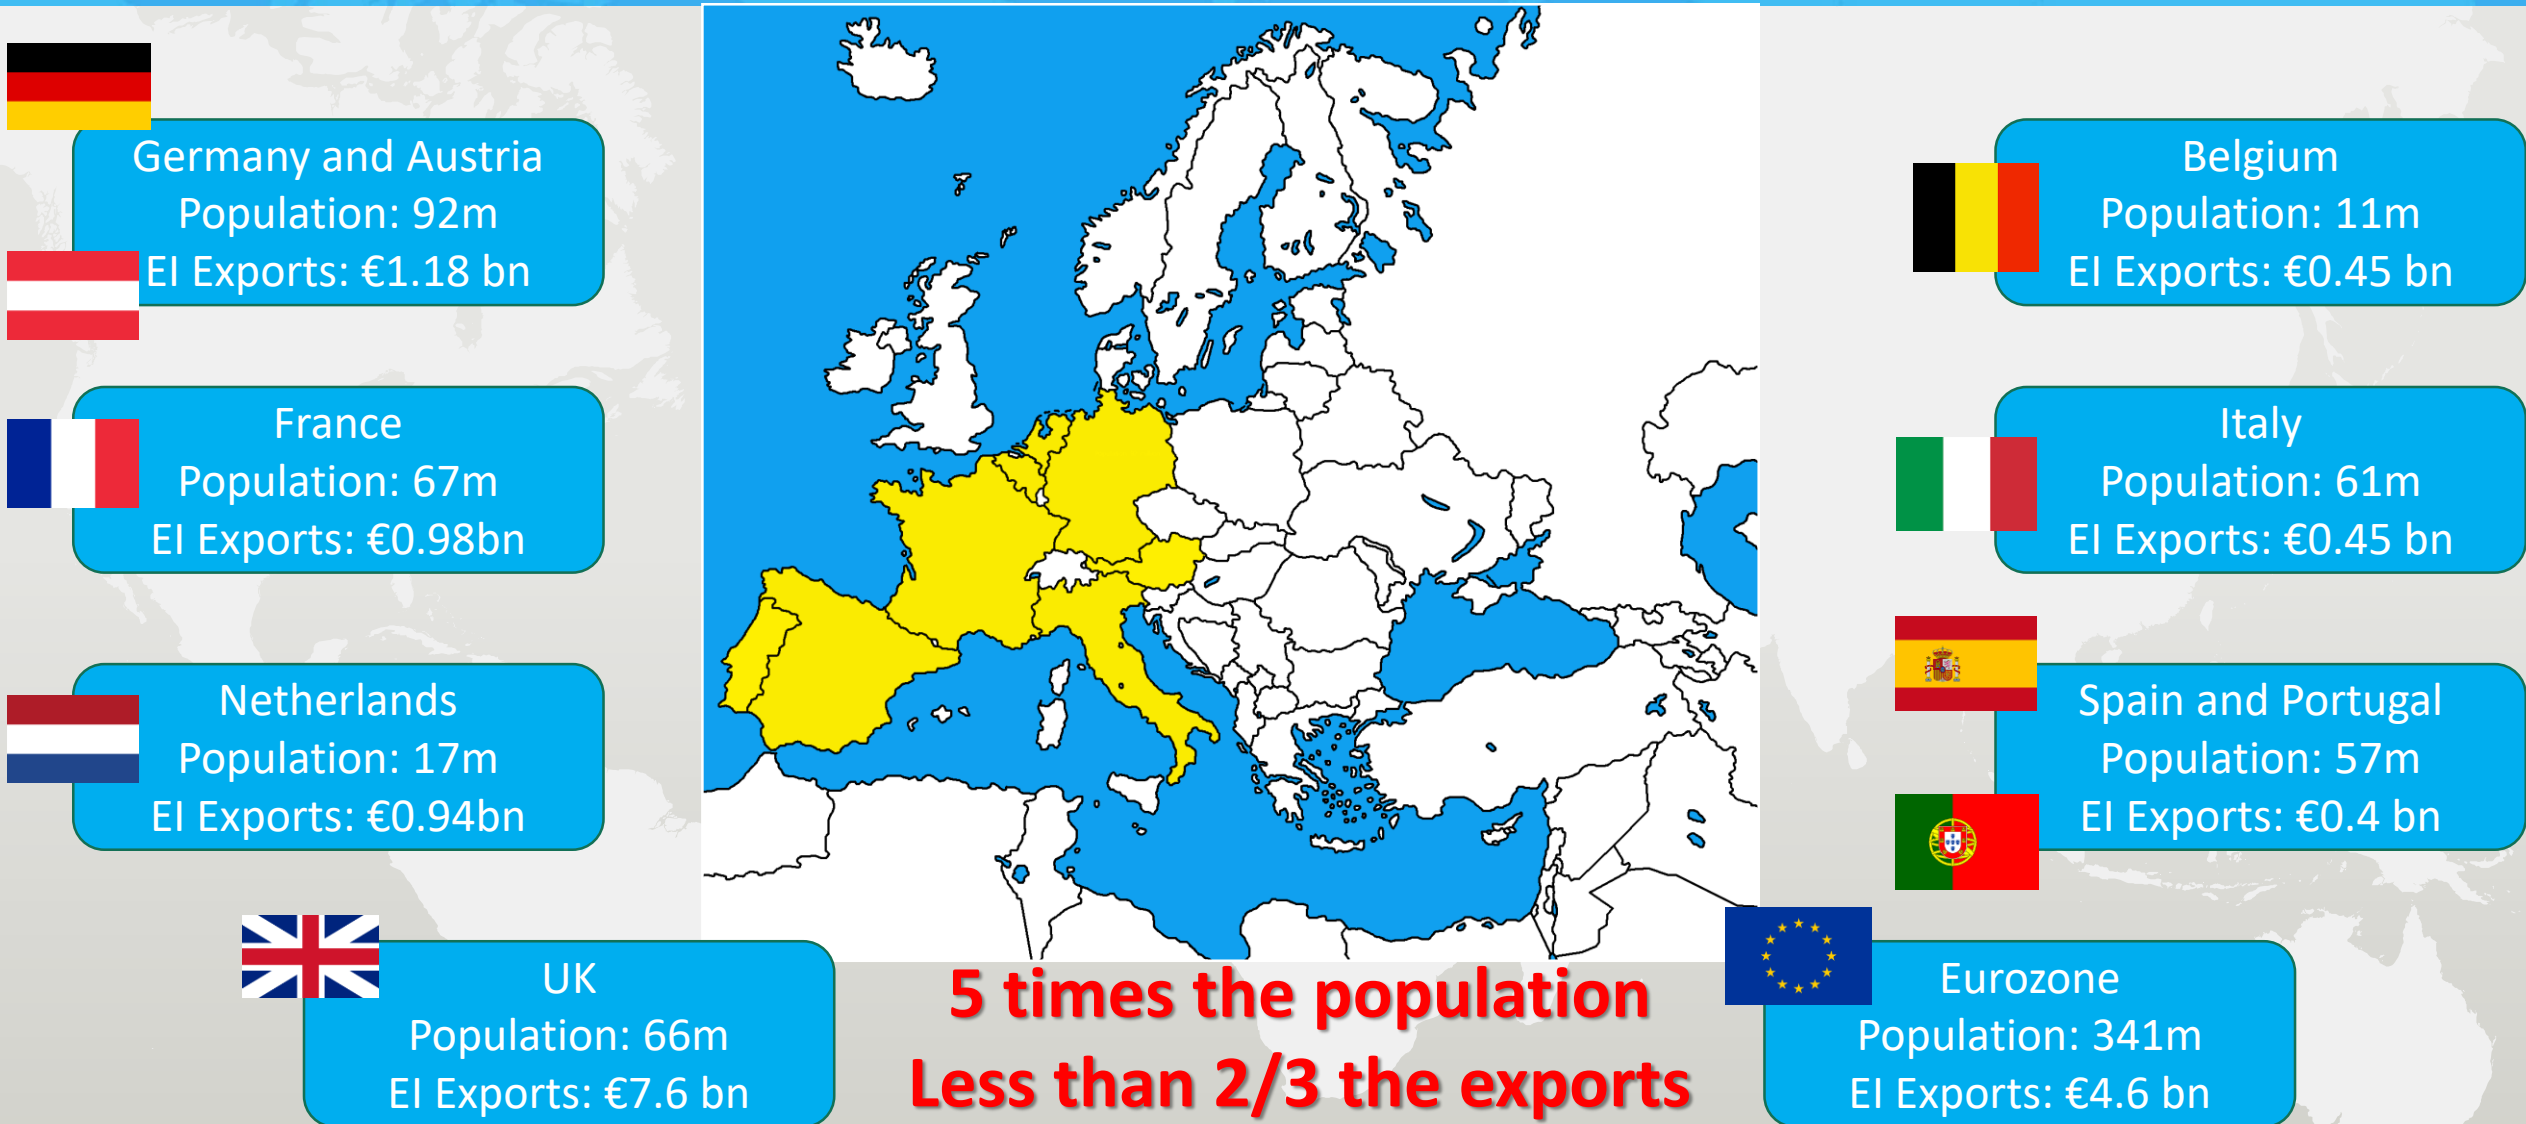 Germany and Austria
Population: 92m
EI Exports: €1.18 bn
France
Population: 67m
EI Exports: €0.98bn
Netherlands
Population: 17m
EI Exports: €0.94bn
UK
Population: 66m
EI Exports: €7.6 bn
5 times the population
Less than 2/3 the exports
Belgium
Population: 11m
EI Exports: €0.45 bn
Italy
Population: 61m
EI Exports: €0.45 bn
Spain and Portugal
Population: 57m
EI Exports: €0.4 bn
Eurozone
Population: 341m
EI Exports: €4.6 bn